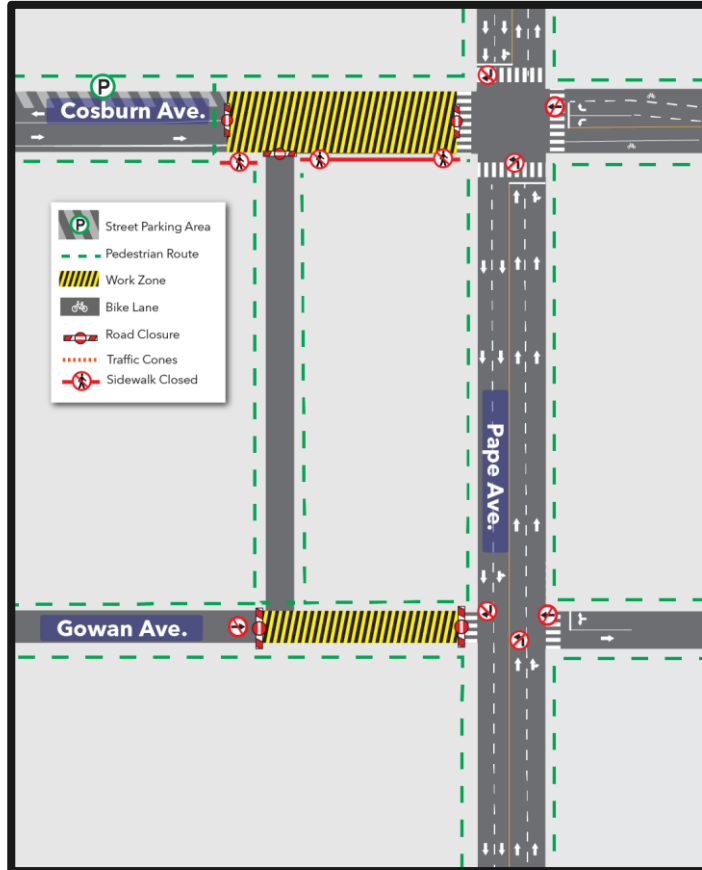 P
Cosburn Ave.
P
Street Parking Area
Pedestrian Route
Work Zone
Bike Lane
Road Closure
Traffic Cones
Sidewalk Closed
Pape Ave.
Gowan Ave.